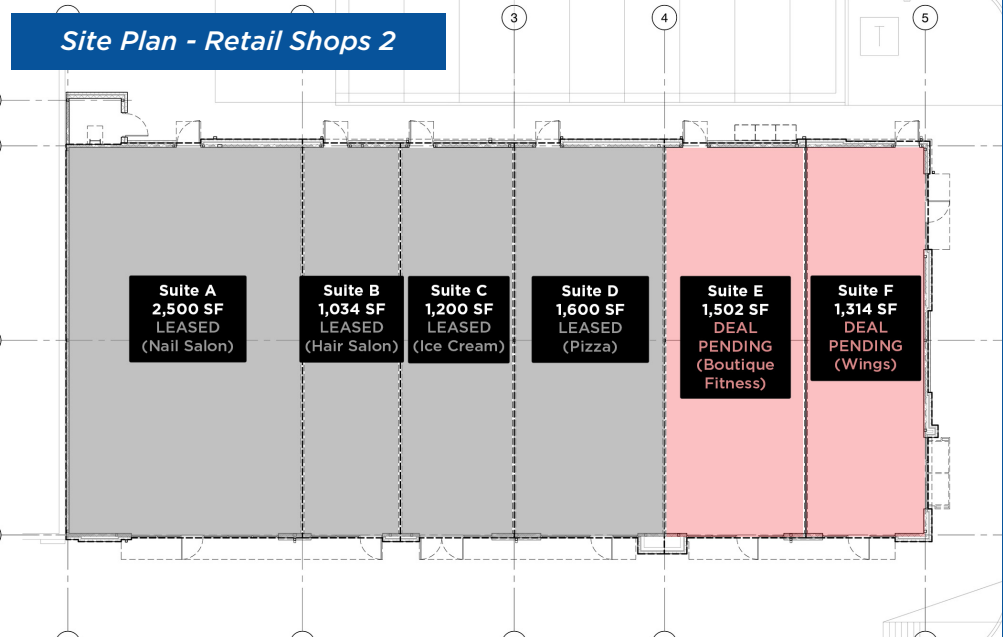 3
4
5
Site Plan - Retail Shops 2
T
Suite A
2,500 SF
LEASED
(Nail Salon)
Suite B
1,034 SF
LEASED
(Hair Salon)
Suite C
1,200 SF
LEASED
(Ice Cream)
Suite D
1,600 SF
LEASED
(Pizza)
Suite E
1,502 SF
DEAL
PENDING
(Boutique
Fitness)
Suite F
1,314 SF
DEAL
PENDING
(Wings)